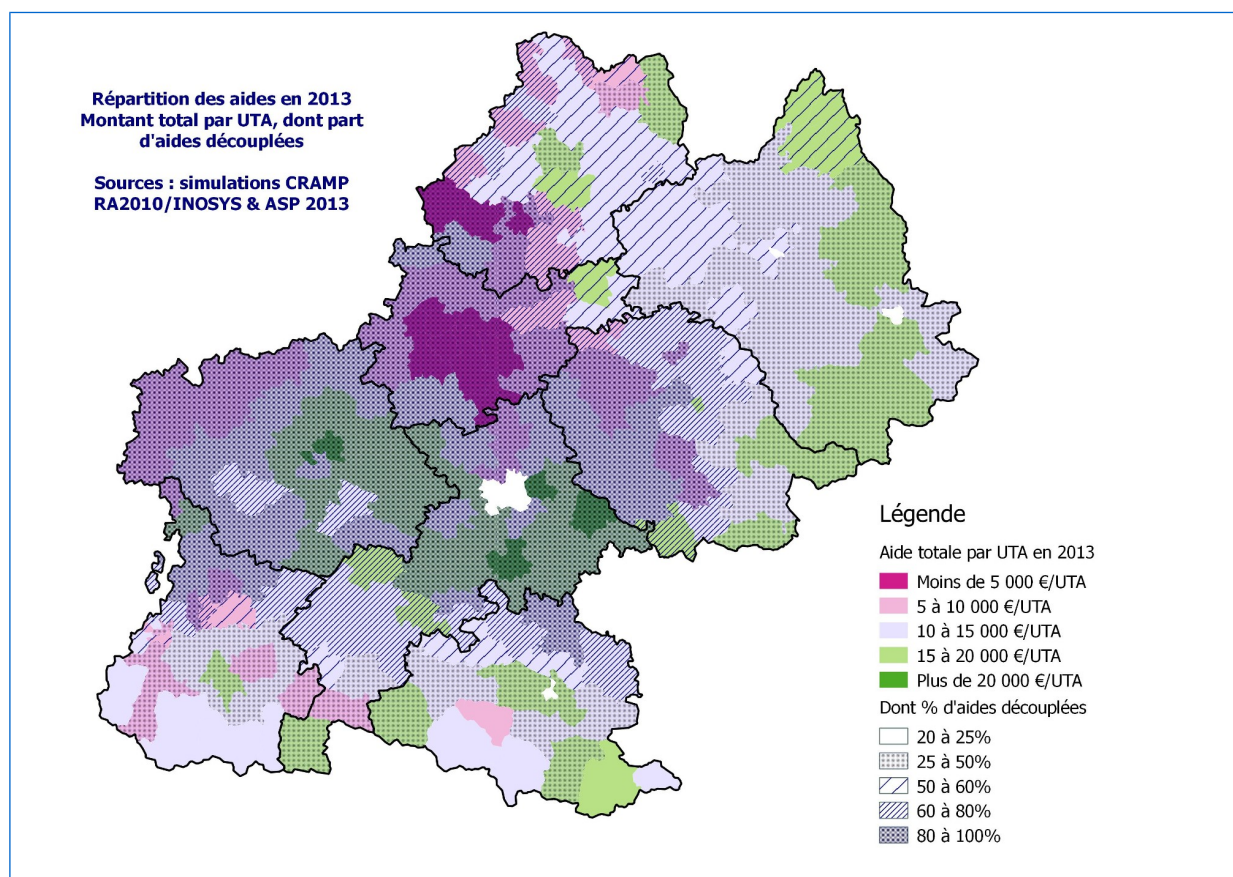 Répartition des aides en 2013
Montant total par UTA, dont part
d'aides découplées
Sources : simulations CRAMP
RA2010/INOSYS & ASP 2013
Légende
Aide totale par UTA en 2013
Moins de 5 000 €/UTA
5 à 10 000 €/UTA
10 à 15 000 €/UTA
15 à 20 000 €/UTA
Plus de 20 000 €/UTA
Dont % d'aides découplées
20 à 25%
25 à 50%
50 à 60%
60 à 80%
80 à 100%